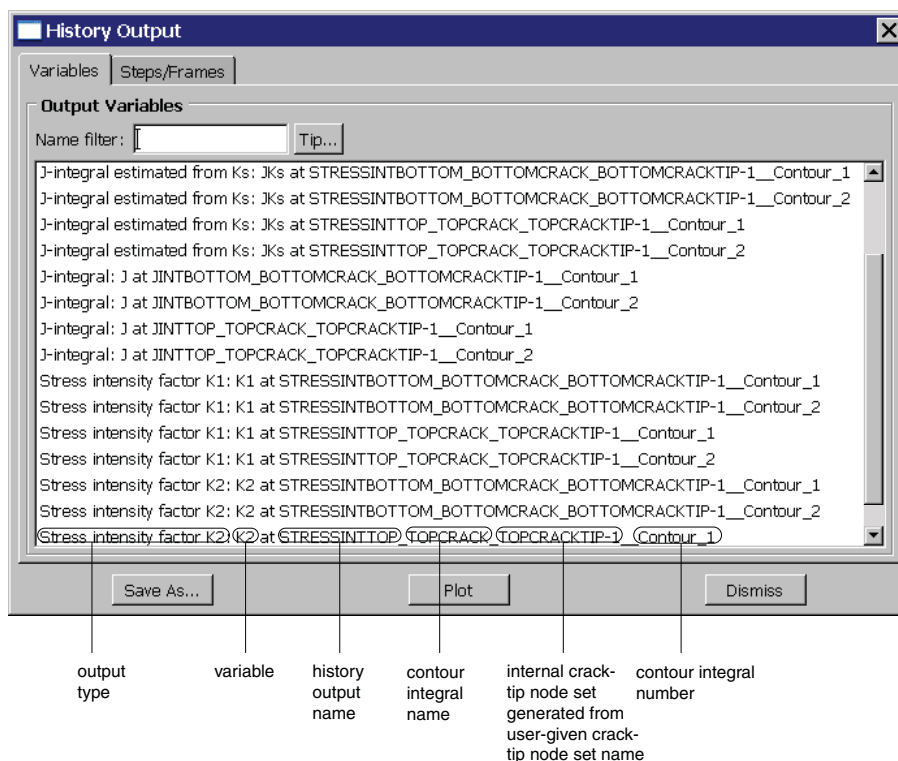 History Output
Variables
Steps/Frames
Output Variables
Name filter:
Tip...
J-integral estimated from Ks: JKs at STRESSINTBOTTOM_BOTTOMCRACK_BOTTOMCRACKTIP-1__Contour_1
J-integral estimated from Ks: JKs at STRESSINTBOTTOM_BOTTOMCRACK_BOTTOMCRACKTIP-1__Contour_2
J-integral estimated from Ks: JKs at STRESSINTTOP_TOPCRACK_TOPCRACKTIP-1__Contour_1
J-integral estimated from Ks: JKs at STRESSINTTOP_TOPCRACK_TOPCRACKTIP-1__Contour_2
J-integral: J at JINTBOTTOM_BOTTOMCRACK_BOTTOMCRACKTIP-1__Contour_1
J-integral: J at JINTBOTTOM_BOTTOMCRACK_BOTTOMCRACKTIP-1__Contour_2
J-integral: J at JINTTOP_TOPCRACK_TOPCRACKTIP-1__Contour_1
J-integral: J at JINTTOP_TOPCRACK_TOPCRACKTIP-1__Contour_2
Stress intensity factor K1: K1 at STRESSINTBOTTOM_BOTTOMCRACK_BOTTOMCRACKTIP-1__Contour_1
Stress intensity factor K1: K1 at STRESSINTBOTTOM_BOTTOMCRACK_BOTTOMCRACKTIP-1__Contour_2
Stress intensity factor K1: K1 at STRESSINTTOP_TOPCRACK_TOPCRACKTIP-1__Contour_1
Stress intensity factor K1: K1 at STRESSINTTOP_TOPCRACK_TOPCRACKTIP-1__Contour_2
Stress intensity factor K2: K2 at STRESSINTBOTTOM_BOTTOMCRACK_BOTTOMCRACKTIP-1__Contour_1
Stress intensity factor K2: K2 at STRESSINTBOTTOM_BOTTOMCRACK_BOTTOMCRACKTIP-1__Contour_2
Stress intensity factor K2: K2 at STRESSINTTOP_TOPCRACK_TOPCRACKTIP-1__Contour_1
Save As...
Plot
Dismiss
output
type
variable
history
output
name
contour
integral
name
internal crack-
tip node set
generated from
user-given crack-
tip node set name
contour integral
number